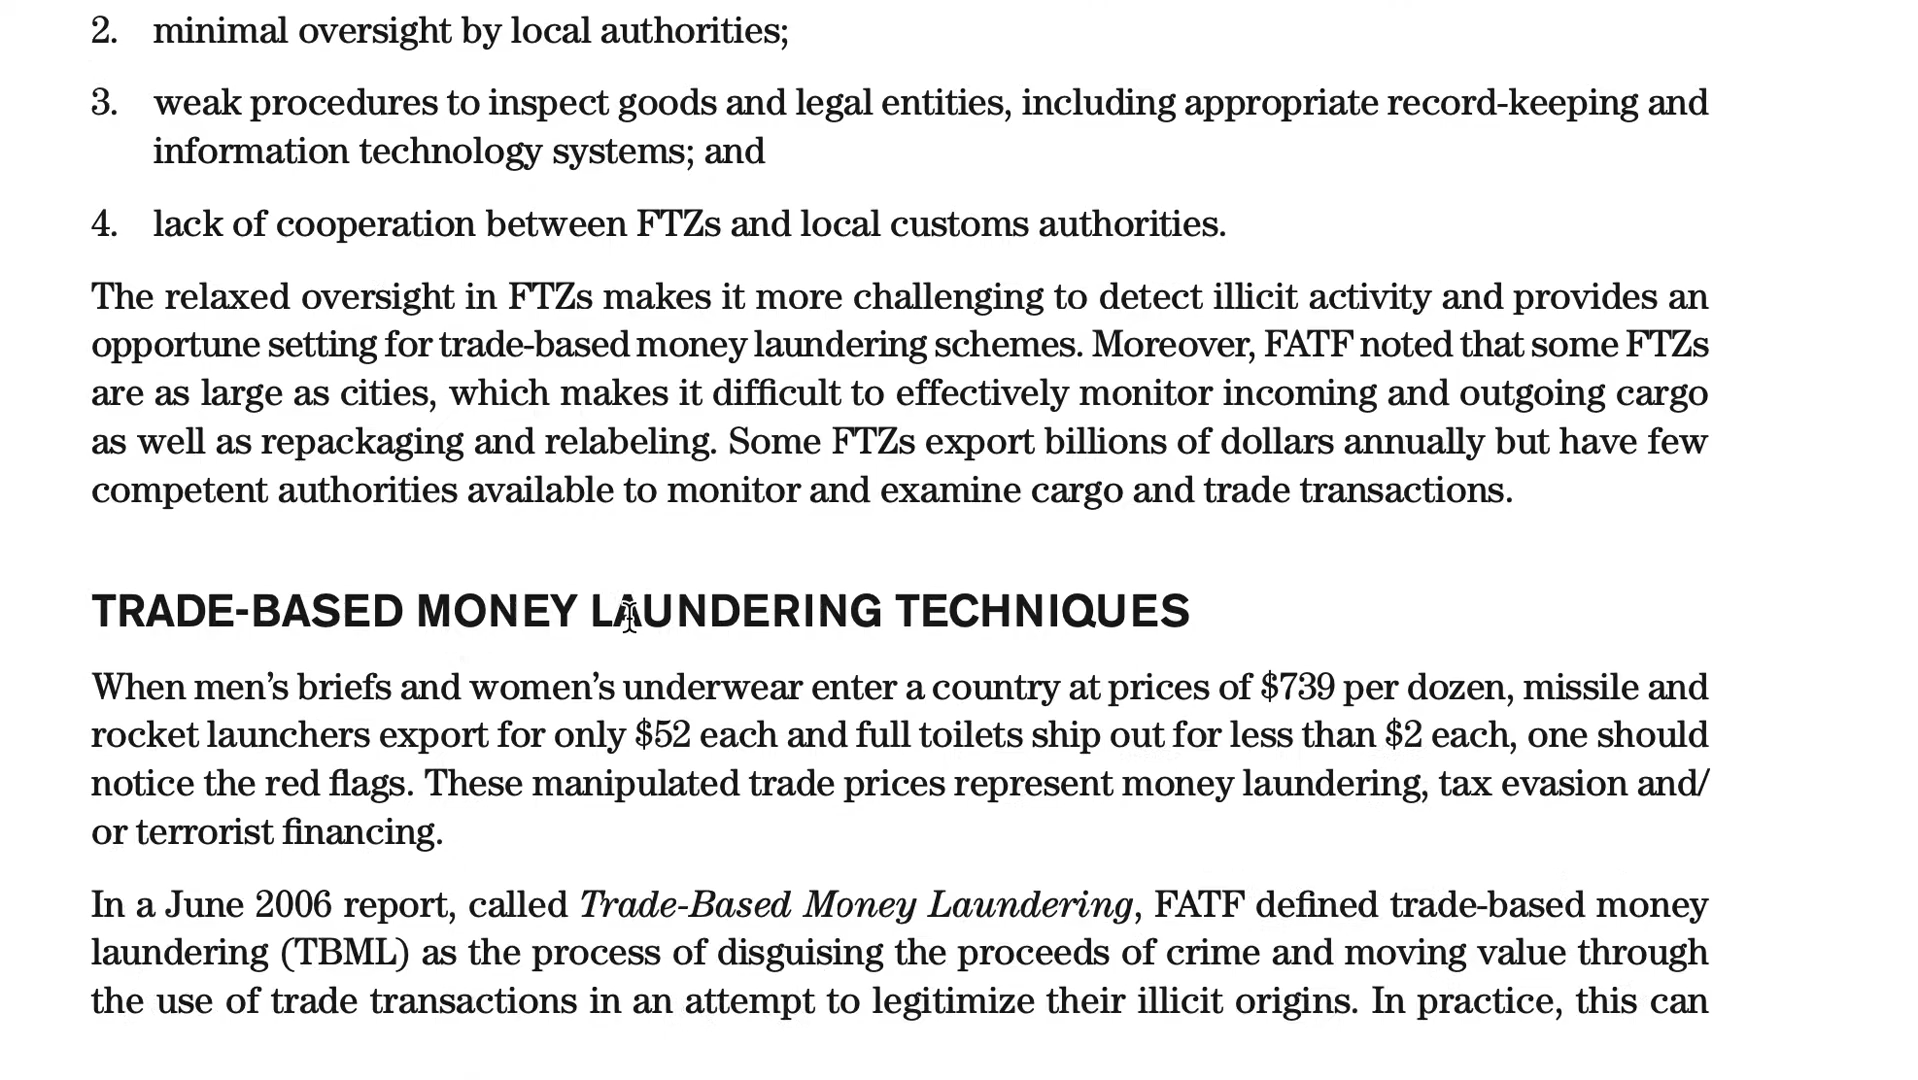 2. minimal oversight by local authorities;
3. weak procedures to inspect goods and legal entities, including appropriate record-keeping and
information technology systems; and
4. lack of cooperation between FTZs and local customs authorities.
The relaxed oversight in FTZs makes it more challenging to detect illicit activity and provides an
opportune setting for trade-based money laundering schemes. Moreover, FATF noted that some FTZs
are as large as cities, which makes it difficult to effectively monitor incoming and outgoing cargo
as well as repackaging and relabeling. Some FTZs export billions of dollars annually but have few
competent authorities available to monitor and examine cargo and trade transactions.
TRADE-BASED MONEY LAUNDERING TECHNIQUES
When men’s briefs and women’s underwear enter a country at prices of $739 per dozen, missile and
rocket launchers export for only $52 each and full toilets ship out for less than $2 each, one should
notice the red flags. These manipulated trade prices represent money laundering, tax evasion and/
or terrorist financing.
In a June 2006 report, called Trade-Based Money Laundering, FATF defined trade-based money
laundering (TBML) as the process of disguising the proceeds of crime and moving value through
the use of trade transactions in an attempt to legitimize their illicit origins. In practice, this can